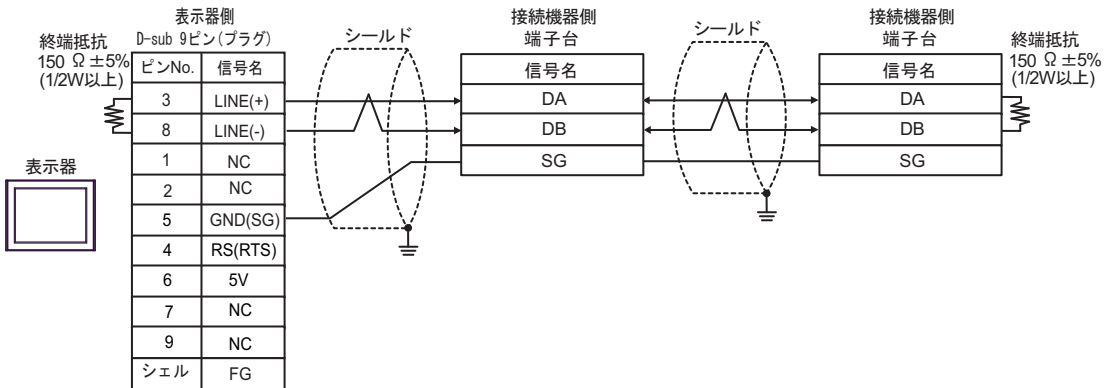 表示器側
D-sub 9ピン(プラグ)
終端抵抗
150 Ω ±5%
(1/2W以上)
ピンNo. 信号名
3 LINE(+)
8 LINE(-)
1 NC
2 NC
5 GND(SG)
4 RS(RTS)
6 5V
7 NC
9 NC
シェル FG
表示器
シールド
接続機器側
端子台
信号名
DA
DB
SG
シールド
接続機器側
端子台
信号名
DA
DB
SG
終端抵抗
150 Ω ±5%
(1/2W以上)